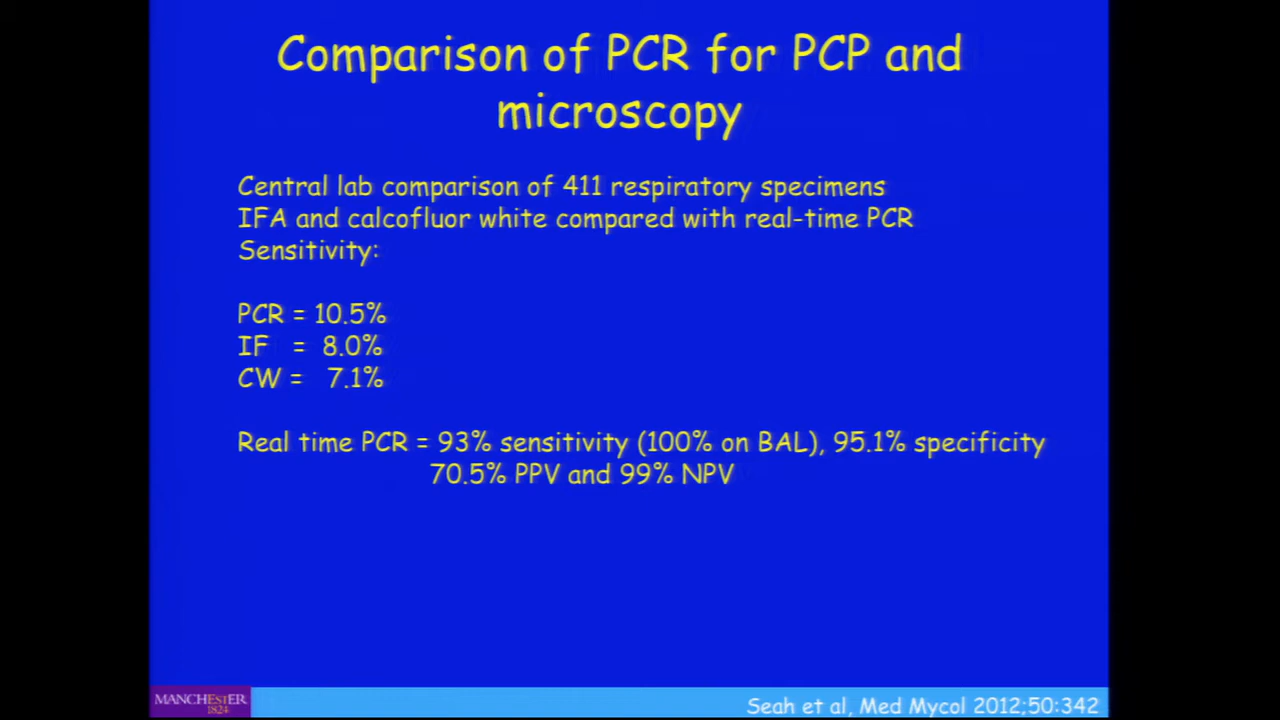 Comparison of PCR for PCP and
microscopy
Central lab comparison of 411 respiratory specimens
IFA and calcofluor white compared with real-time PCR
Sensitivity:
PCR = 10.5%
IF = 8.0%
CW = 7.1%
Real time PCR = 93% sensitivity (100% on BAL), 95.1% specificity
70.5% PPV and 99% NPV
MANCHESTER
1824
Seah et al, Med Mycol 2012;50:342